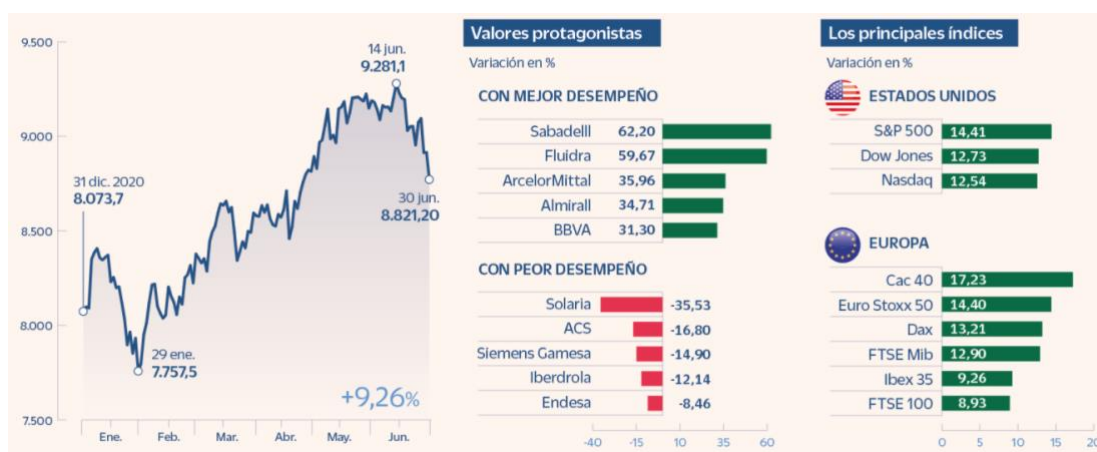 9.500
9.000
8.500
8.000
7.500
14 jun.
9.281,1
31 dic. 2020
8.073,7
30 jun.
8.821,20
29 ene.
7.757,5
+9,26%
Ene. Feb. Mar. Abr. May. Jun.
Valores protagonistas
Variación en %
CON MEJOR DESEMPEÑO
Sabadelll 62,20
Fluidra 59,67
ArcelorMittal 35,96
Almirall 34,71
BBVA 31,30
CON PEOR DESEMPEÑO
Solaria -35,53
ACS -16,80
Siemens Gamesa -14,90
Iberdrola -12,14
Endesa -8,46
-40 -15 10 35 60
Los principales índices
Variación en %
ESTADOS UNIDOS
S&P 500 14,41
Dow Jones 12,73
Nasdaq 12,54
EUROPA
Cac 40 17,23
Euro Stoxx 50 14,40
Dax 13,21
FTSE Mib 12,90
Ibex 35 9,26
FTSE 100 8,93
0 5 10 15 20